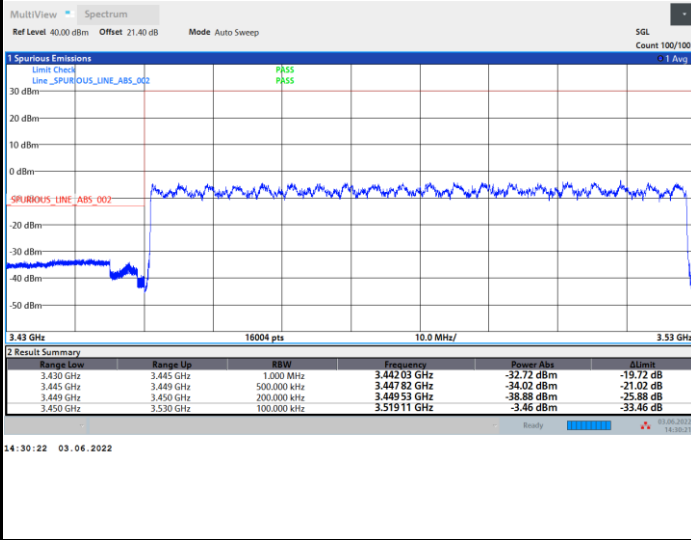 MultiView Spectrum
Ref Level 40.00 dBm Offset 21.40 dB Mode Auto Sweep SGL
Count 100/100
1 Spurious Emissions 1 Avg
Limit Check PASS
Line _SPURIOUS_LINE_ABS_002 PASS
30 dBm
20 dBm
10 dBm
0 dBm
_SPURIOUS_LINE_ABS_002
-20 dBm
-30 dBm
-40 dBm
-50 dBm
3.43 GHz 16004 pts 10.0 MHz/ 3.53 GHz
2 Result Summary
Range Low Range Up RBW Frequency Power Abs ΔLimit
3.430 GHz 3.445 GHz 1.000 MHz 3.442 03 GHz -32.72 dBm -19.72 dB
3.445 GHz 3.449 GHz 500.000 kHz 3.447 82 GHz -34.02 dBm -21.02 dB
3.449 GHz 3.450 GHz 200.000 kHz 3.449 53 GHz -38.88 dBm -25.88 dB
3.450 GHz 3.530 GHz 100.000 kHz 3.519 11 GHz -3.46 dBm -33.46 dB
Ready 03.06.2022
14:30:21
14:30:22 03.06.2022